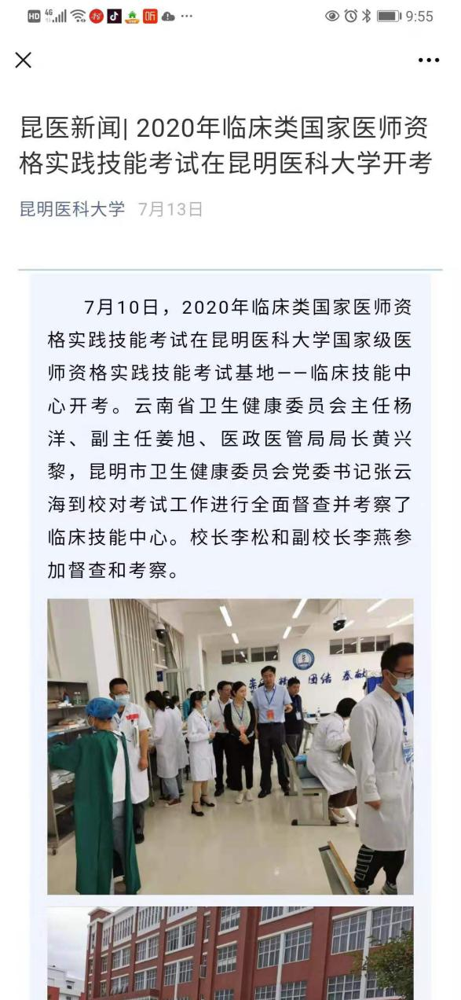 HD 4G 听 ... 9:55
昆医新闻| 2020年临床类国家医师资
格实践技能考试在昆明医科大学开考
昆明医科大学 7月13日
7月10日，2020年临床类国家医师资
格实践技能考试在昆明医科大学国家级医
师资格实践技能考试基地——临床技能中
心开考。云南省卫生健康委员会主任杨
洋、副主任姜旭、医政医管局局长黄兴
黎，昆明市卫生健康委员会党委书记张云
海到校对考试工作进行全面督查并考察了
临床技能中心。校长李松和副校长李燕参
加督查和考察。
团结 奉献